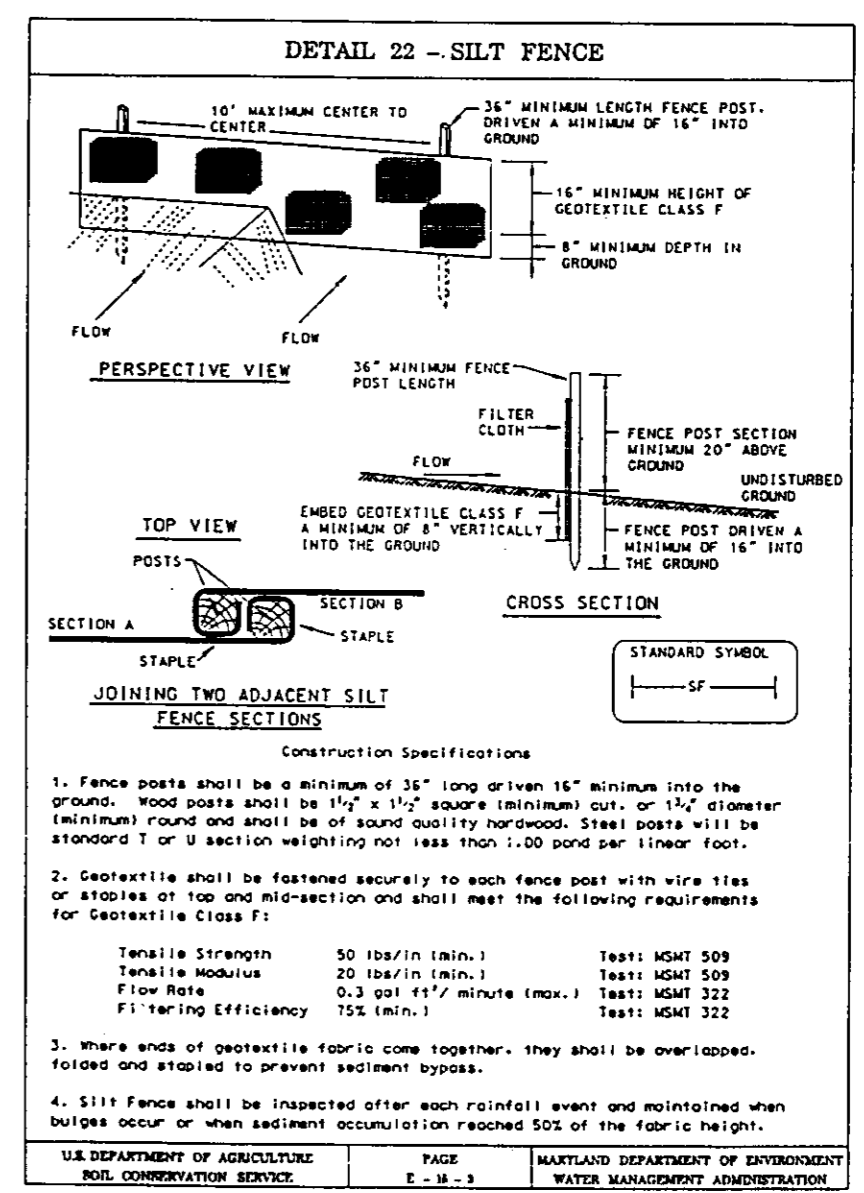 DETAIL 22 - SILT FENCE
10' MAXIMUM CENTER TO
CENTER
36" MINIMUM LENGTH FENCE POST.
DRIVEN A MINIMUM OF 16" INTO
GROUND
16" MINIMUM HEIGHT OF
GEOTEXTILE CLASS F
8" MINIMUM DEPTH IN
GROUND
FLOW
FLOW
PERSPECTIVE VIEW
36" MINIMUM FENCE
POST LENGTH
FILTER
CLOTH
FENCE POST SECTION
MINIMUM 20" ABOVE
GROUND
FLOW
UNDISTURBED
GROUND
EMBED GEOTEXTILE CLASS F
A MINIMUM OF 8" VERTICALLY
INTO THE GROUND
FENCE POST DRIVEN A
MINIMUM OF 16" INTO
THE GROUND
CROSS SECTION
TOP VIEW
POSTS
SECTION B
SECTION A
STAPLE
STAPLE
JOINING TWO ADJACENT SILT
FENCE SECTIONS
STANDARD SYMBOL
SF
Construction Specifications
1. Fence posts shall be a minimum of 36" long driven 16" minimum into the
ground. Wood posts shall be 1 1/2" x 1 1/2" square (minimum) cut. or 1 3/4" diameter
(minimum) round and shall be of sound quality hardwood. Steel posts will be
standard T or U section weighting not less than 1.00 pond per linear foot.
2. Geotextile shall be fastened securely to each fence post with wire ties
or staples at top and mid-section and shall meet the following requirements
for Geotextile Class F:
Tensile Strength 50 lbs/in (min.) Test: MSMT 509
Tensile Modulus 20 lbs/in (min.) Test: MSMT 509
Flow Rate 0.3 gal ft²/ minute (max.) Test: MSMT 322
Filtering Efficiency 75% (min.) Test: MSMT 322
3. Where ends of geotextile fabric come together. they shall be overlapped.
folded and stapled to prevent sediment bypass.
4. Silt Fence shall be inspected after each rainfall event and maintained when
bulges occur or when sediment accumulation reached 50% of the fabric height.
U.S. DEPARTMENT OF AGRICULTURE
SOIL CONSERVATION SERVICE
PAGE
E - 15 - 3
MARYLAND DEPARTMENT OF ENVIRONMENT
WATER MANAGEMENT ADMINISTRATION